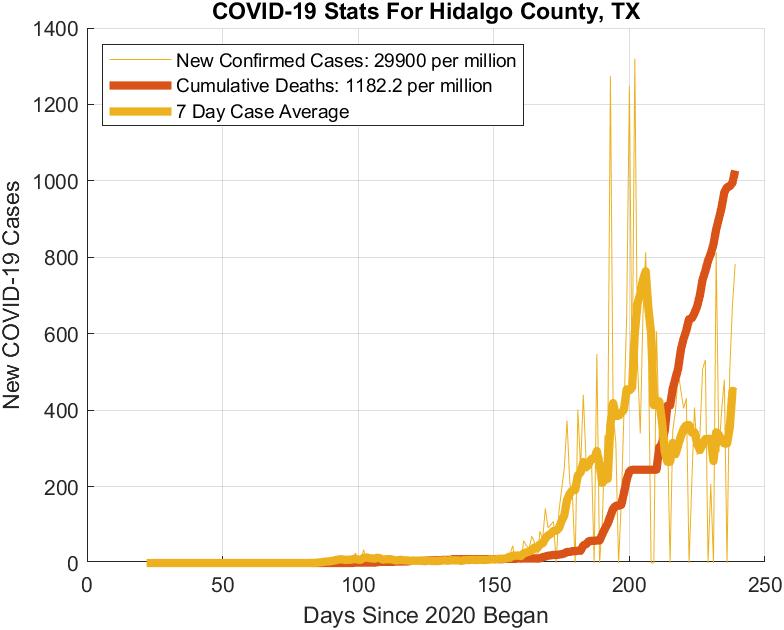 COVID-19 Stats For Hidalgo County, TX
1400
1200
1000
800
600
400
200
0
New COVID-19 Cases
New Confirmed Cases: 29900 per million
Cumulative Deaths: 1182.2 per million
7 Day Case Average
0 50 100 150 200 250
Days Since 2020 Began